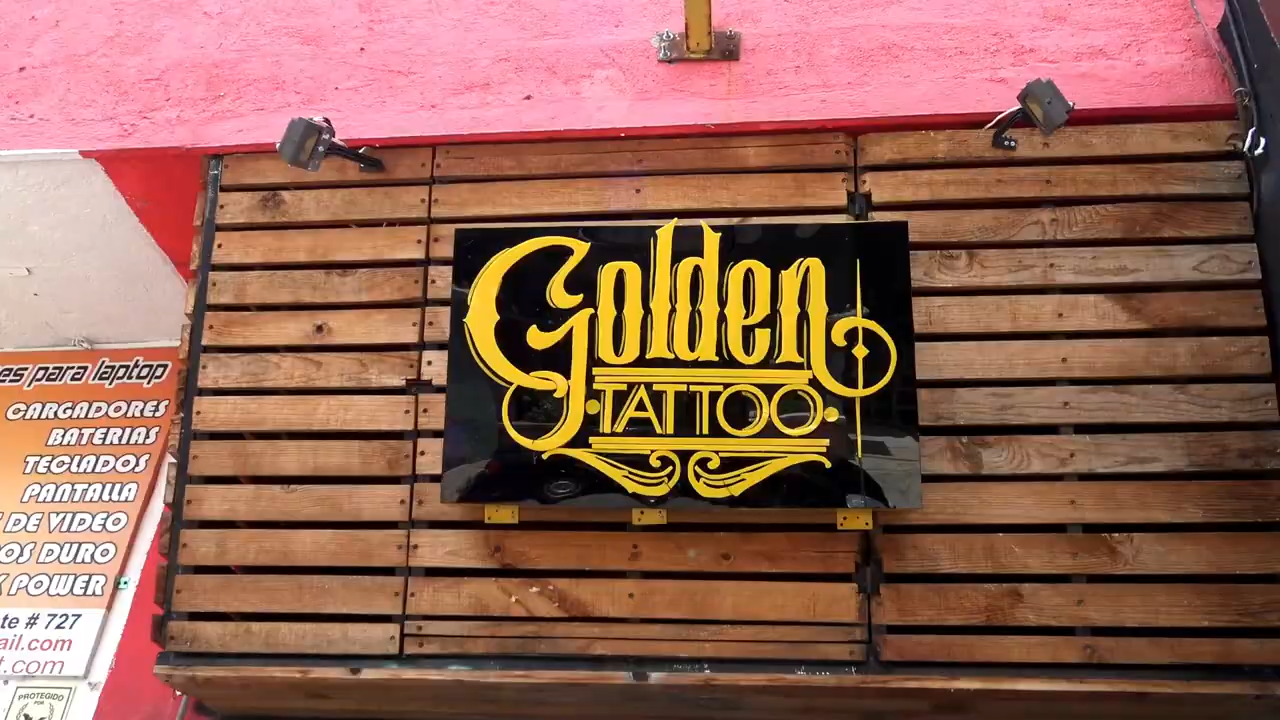 Golden
TATTOO
es para laptop
CARGADORES
BATERIAS
TECLADOS
PANTALLA
DE VIDEO
OS DURO
K POWER
te # 727
ail.com
t.com
PROTEGIDO
POR